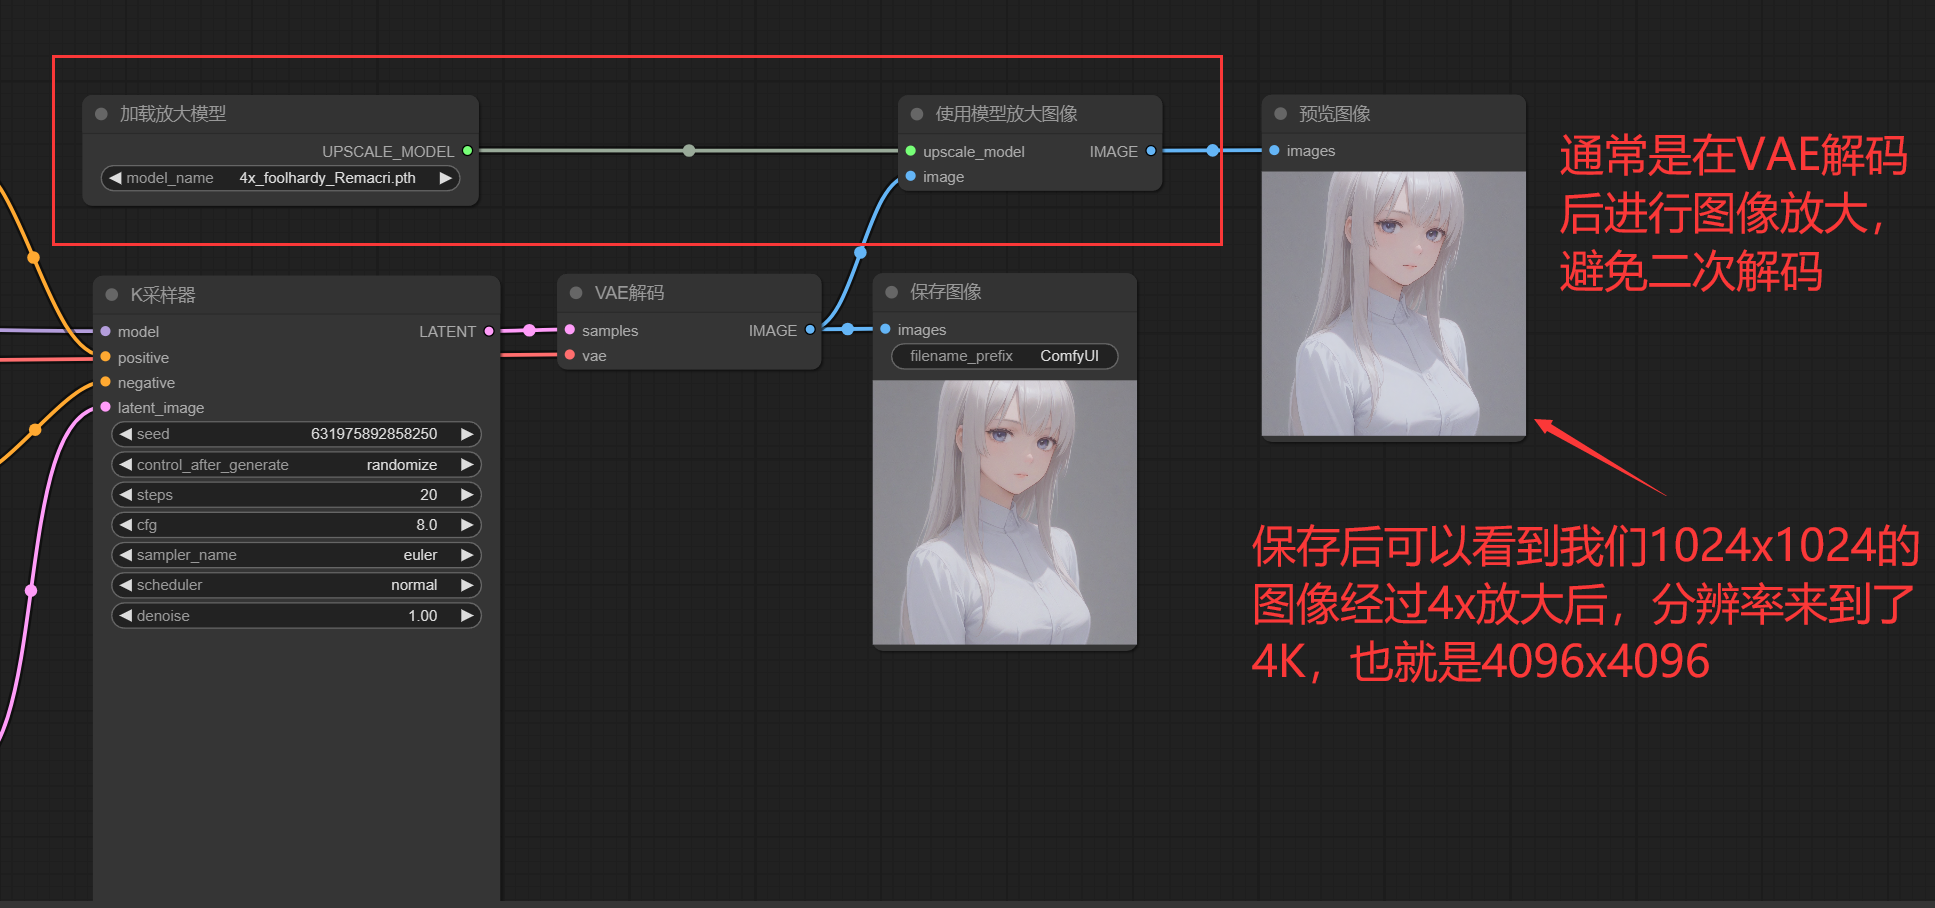 加载放大模型
UPSCALE_MODEL
model_name 4x_foolhardy_Remacri.pth
使用模型放大图像
upscale_model IMAGE
image
预览图像
images
通常是在VAE解码
后进行图像放大，
避免二次解码
K采样器
model LATENT
positive
negative
latent_image
seed 631975892858250
control_after_generate randomize
steps 20
cfg 8.0
sampler_name euler
scheduler normal
denoise 1.00
VAE解码
samples IMAGE
vae
保存图像
images
filename_prefix ComfyUI
保存后可以看到我们1024x1024的
图像经过4x放大后，分辨率来到了
4K，也就是4096x4096